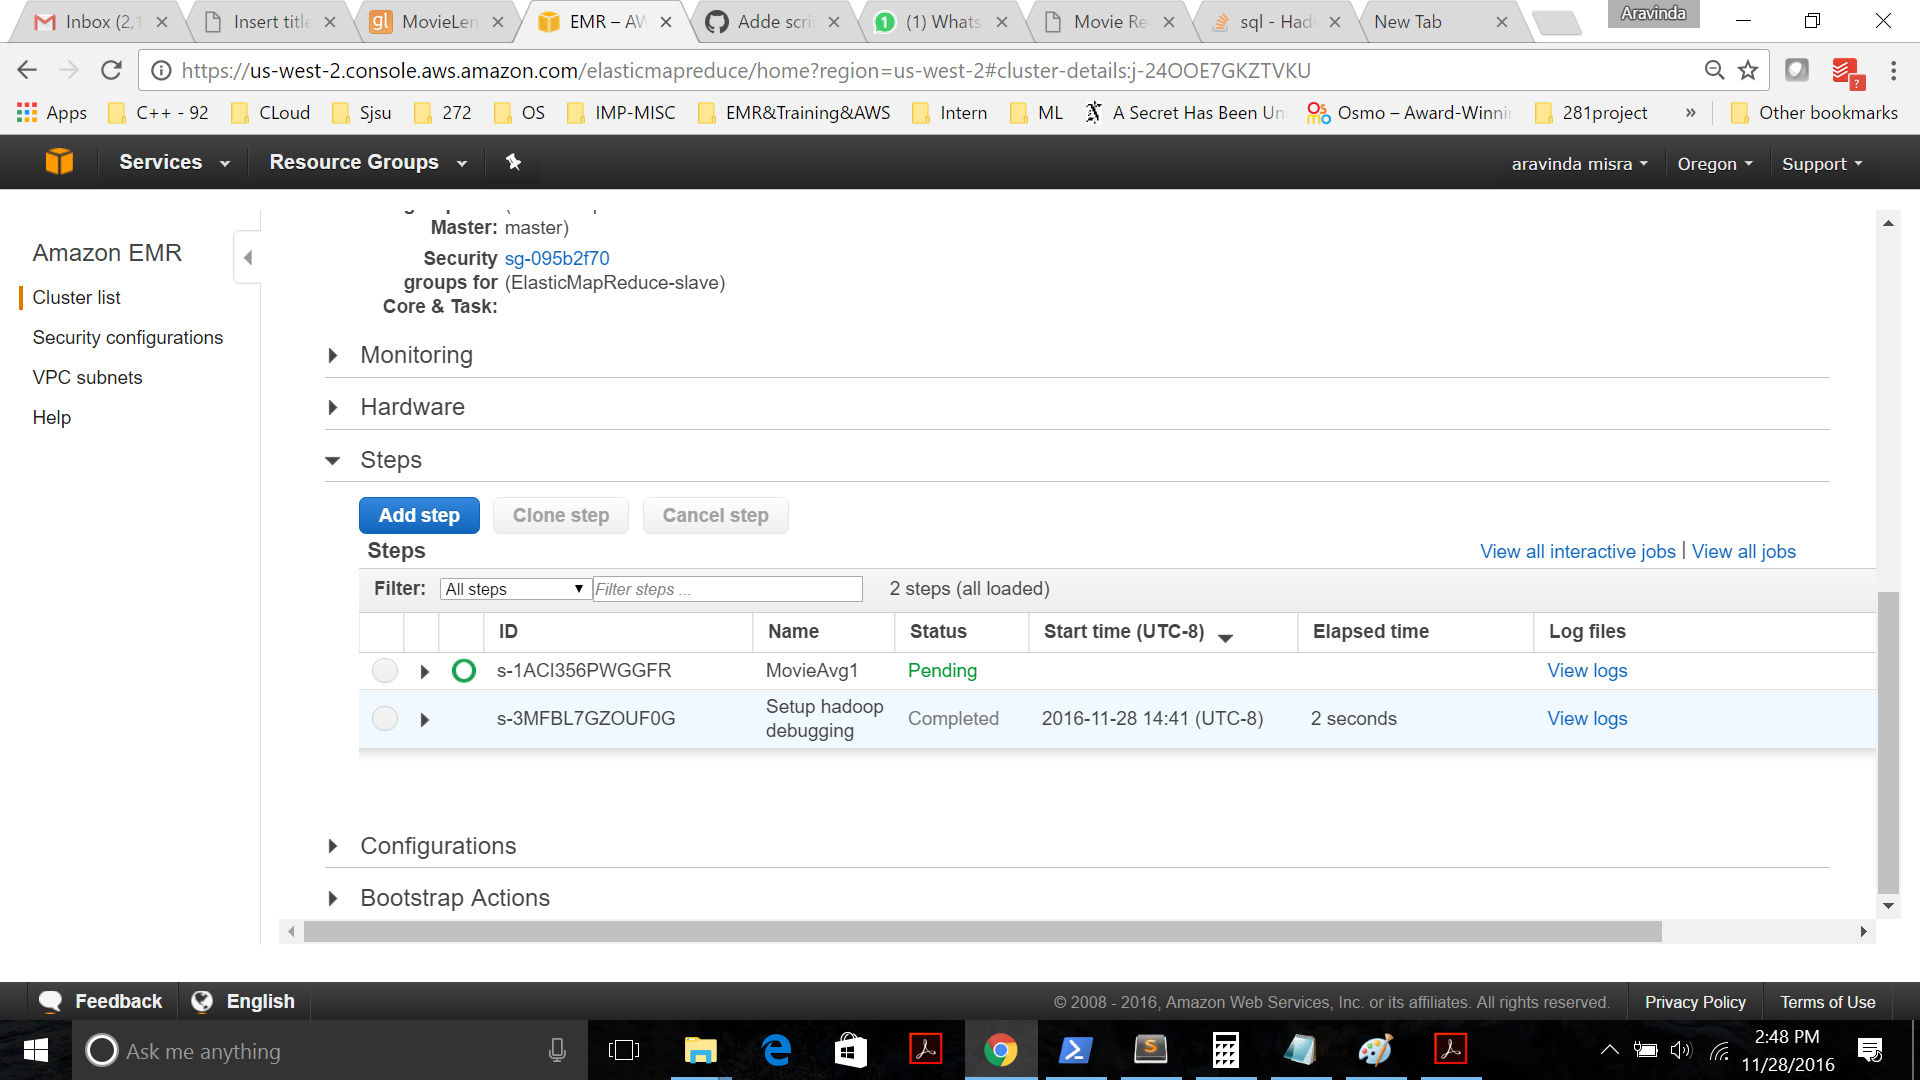 Inbox (2,1
Insert title
MovieLen
EMR – AW
Adde scrip
(1) Whats
Movie Re
sql - Had
New Tab
Aravinda
https://us-west-2.console.aws.amazon.com/elasticmapreduce/home?region=us-west-2#cluster-details:j-24OOE7GKZTVKU
Apps
C++ - 92
CLoud
Sjsu
272
OS
IMP-MISC
EMR&Training&AWS
Intern
ML
A Secret Has Been Un
Osmo – Award-Winni
281project
»
Other bookmarks
Services
Resource Groups
aravinda misra
Oregon
Support
Amazon EMR
Cluster list
Security configurations
VPC subnets
Help
Master: master)
Security sg-095b2f70
groups for (ElasticMapReduce-slave)
Core & Task:
Monitoring
Hardware
Steps
Add step
Clone step
Cancel step
Steps
View all interactive jobs | View all jobs
Filter: All steps Filter steps ... 2 steps (all loaded)
ID Name Status Start time (UTC-8) Elapsed time Log files
s-1ACI356PWGGFR MovieAvg1 Pending View logs
s-3MFBL7GZOUF0G Setup hadoop debugging Completed 2016-11-28 14:41 (UTC-8) 2 seconds View logs
Configurations
Bootstrap Actions
Feedback
English
© 2008 - 2016, Amazon Web Services, Inc. or its affiliates. All rights reserved.
Privacy Policy
Terms of Use
Ask me anything
2:48 PM
11/28/2016